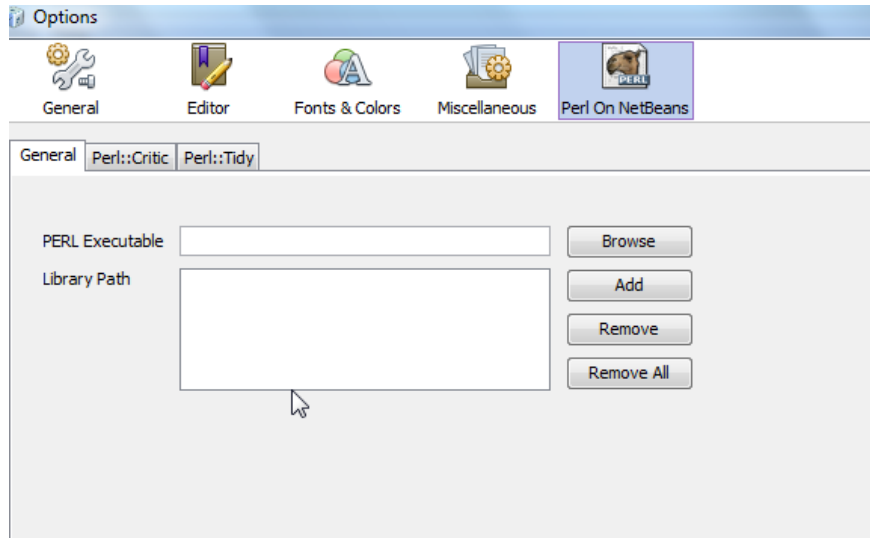 Options
General Editor Fonts & Colors Miscellaneous Perl On NetBeans
General Perl::Critic Perl::Tidy
PERL Executable Browse
Library Path Add
Remove
Remove All
PERL